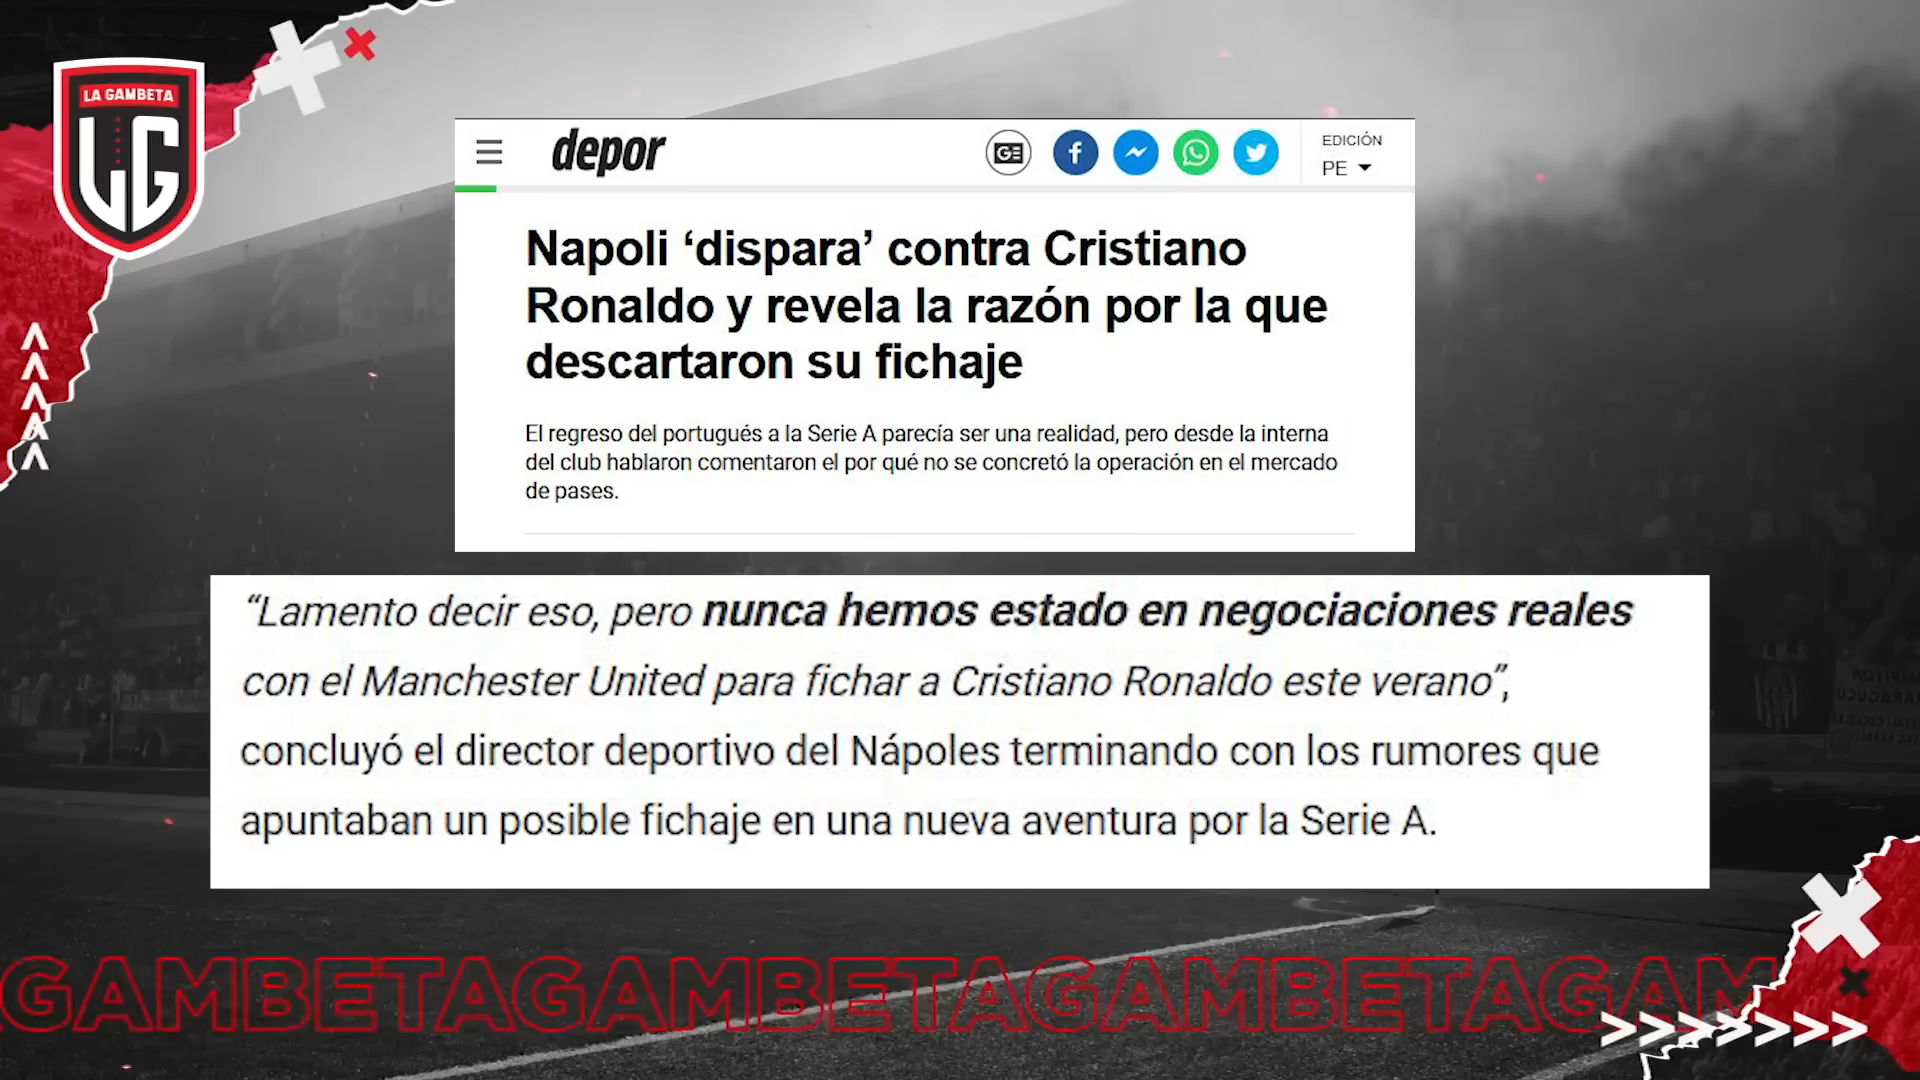 LA GAMBETA
LG
depor
GE
EDICIÓN
PE
Napoli ‘dispara’ contra Cristiano
Ronaldo y revela la razón por la que
descartaron su fichaje
El regreso del portugués a la Serie A parecía ser una realidad, pero desde la interna
del club hablaron comentaron el por qué no se concretó la operación en el mercado
de pases.
“Lamento decir eso, pero nunca hemos estado en negociaciones reales
con el Manchester United para fichar a Cristiano Ronaldo este verano”,
concluyó el director deportivo del Nápoles terminando con los rumores que
apuntaban un posible fichaje en una nueva aventura por la Serie A.
GAMBETAGAMBETAGAMBETAGAM